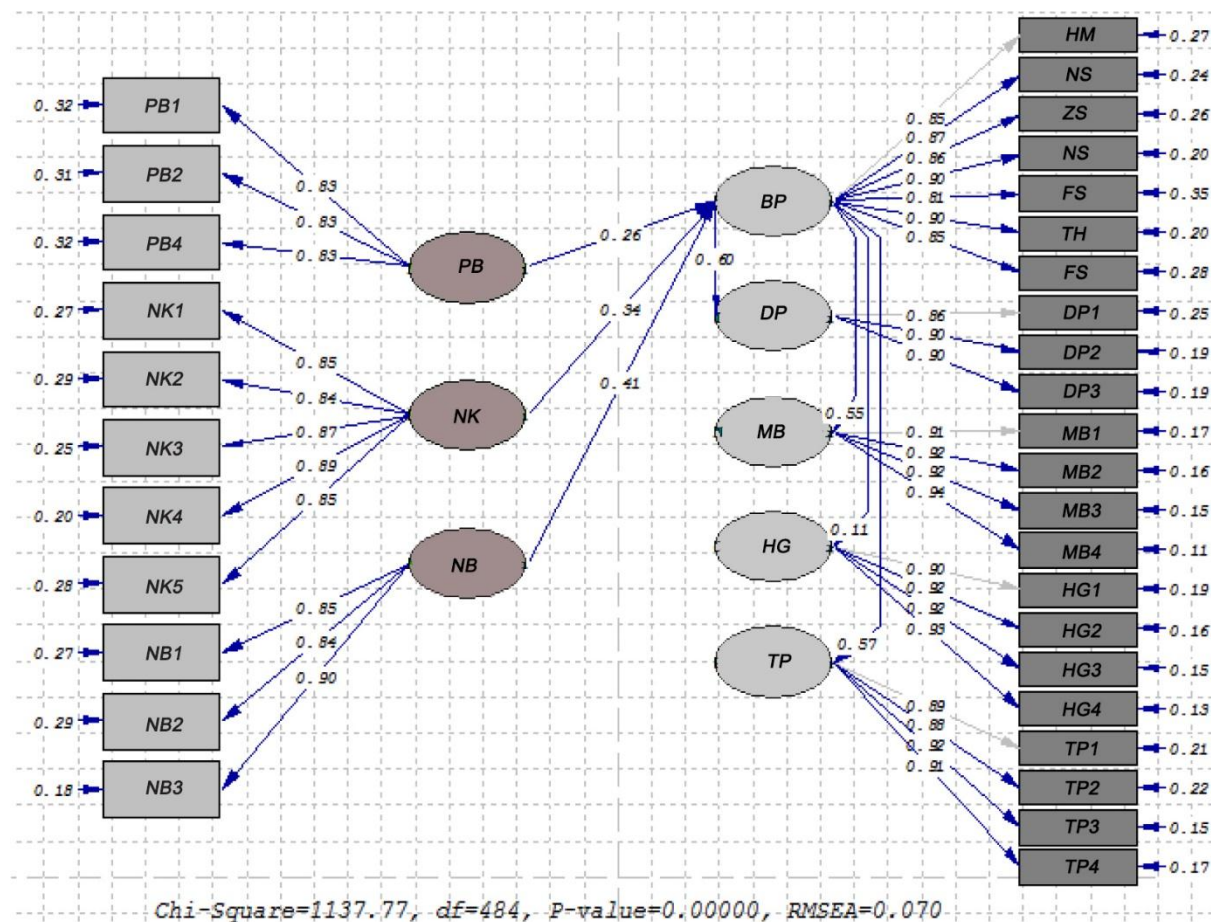 0.32 PB1
0.31 PB2
0.32 PB4
0.27 NK1
0.29 NK2
0.25 NK3
0.20 NK4
0.28 NK5
0.27 NB1
0.29 NB2
0.18 NB3
0.83
0.83
0.83
0.85
0.84
0.87
0.89
0.85
0.85
0.84
0.90
PB
NK
NB
0.26
0.34
0.41
BP
DP
MB
HG
TP
0.60
0.55
0.11
0.57
0.85
0.87
0.86
0.90
0.81
0.90
0.85
0.86
0.90
0.90
0.91
0.92
0.92
0.94
0.90
0.92
0.92
0.93
0.89
0.88
0.92
0.91
HM 0.27
NS 0.24
ZS 0.26
NS 0.20
FS 0.35
TH 0.20
FS 0.28
DP1 0.25
DP2 0.19
DP3 0.19
MB1 0.17
MB2 0.16
MB3 0.15
MB4 0.11
HG1 0.19
HG2 0.16
HG3 0.15
HG4 0.13
TP1 0.21
TP2 0.22
TP3 0.15
TP4 0.17
Chi-Square=1137.77, df=484, P-value=0.00000, RMSEA=0.070